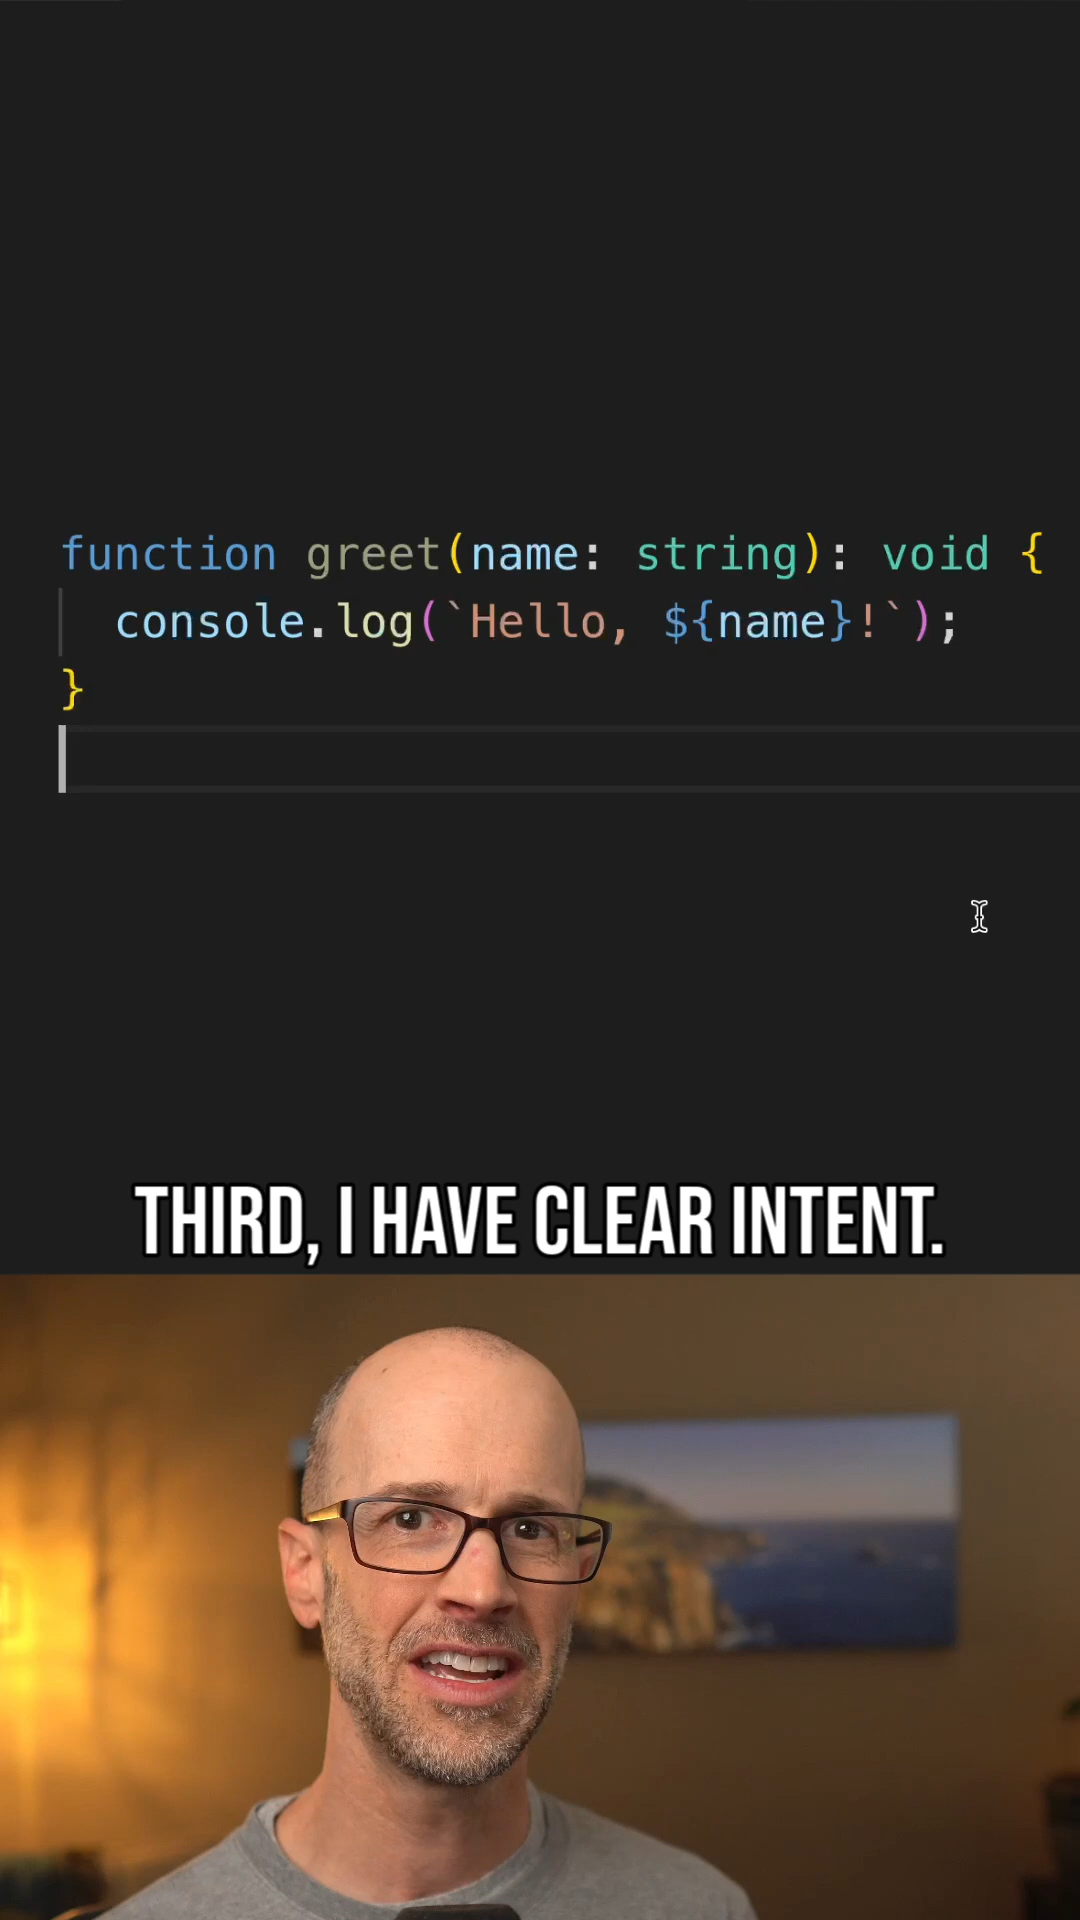 function greet(name: string): void {
  console.log(`Hello, ${name}!`);
}
THIRD, I HAVE CLEAR INTENT.